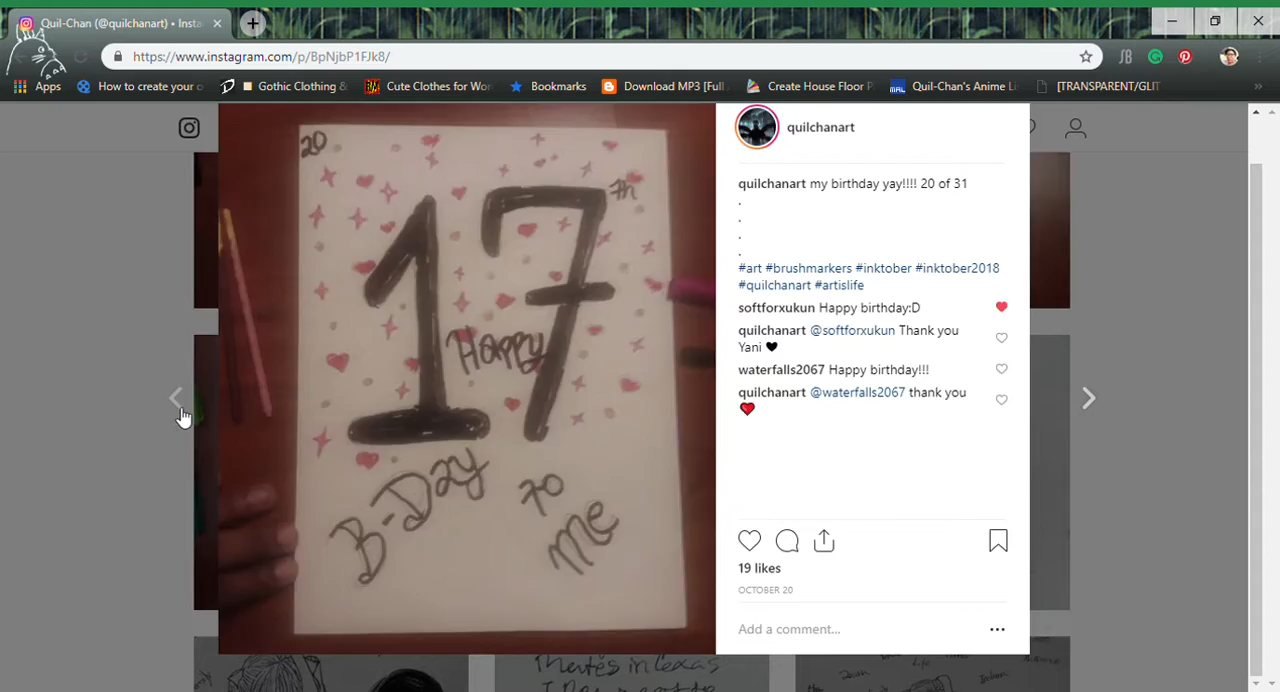 Quil-Chan (@quilchanart) • Insta
https://www.instagram.com/p/BpNjbP1FJk8/
Apps
How to create your o
Gothic Clothing &
Cute Clothes for Wo
Bookmarks
Download MP3 [Full
Create House Floor P
Quil-Chan's Anime Li
[TRANSPARENT/GLIT
20
17th
Happy
B-Day to
Me
quilchanart
quilchanart my birthday yay!!!! 20 of 31
.
.
.
.
#art #brushmarkers #inktober #inktober2018
#quilchanart #artislife
softforxukun Happy birthday:D
quilchanart @softforxukun Thank you
Yani
waterfalls2067 Happy birthday!!!
quilchanart @waterfalls2067 thank you
19 likes
OCTOBER 20
Add a comment...